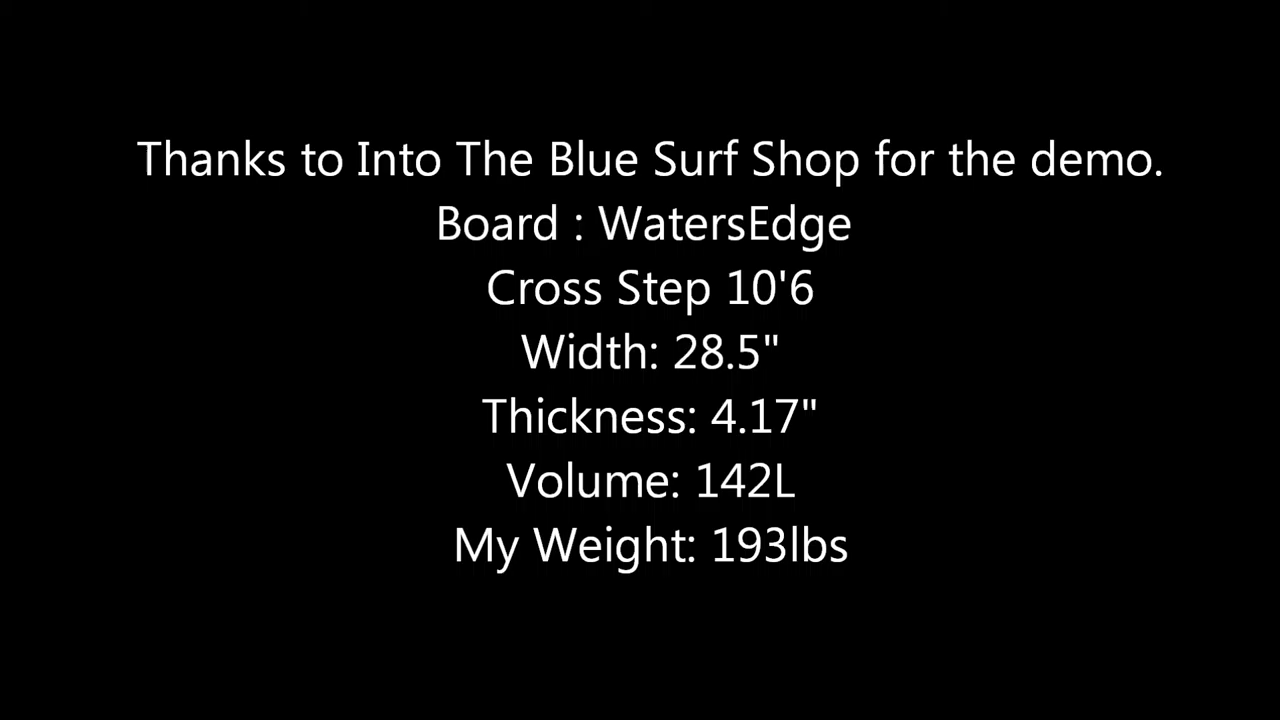 Thanks to Into The Blue Surf Shop for the demo.
Board : WatersEdge
Cross Step 10'6
Width: 28.5"
Thickness: 4.17"
Volume: 142L
My Weight: 193lbs